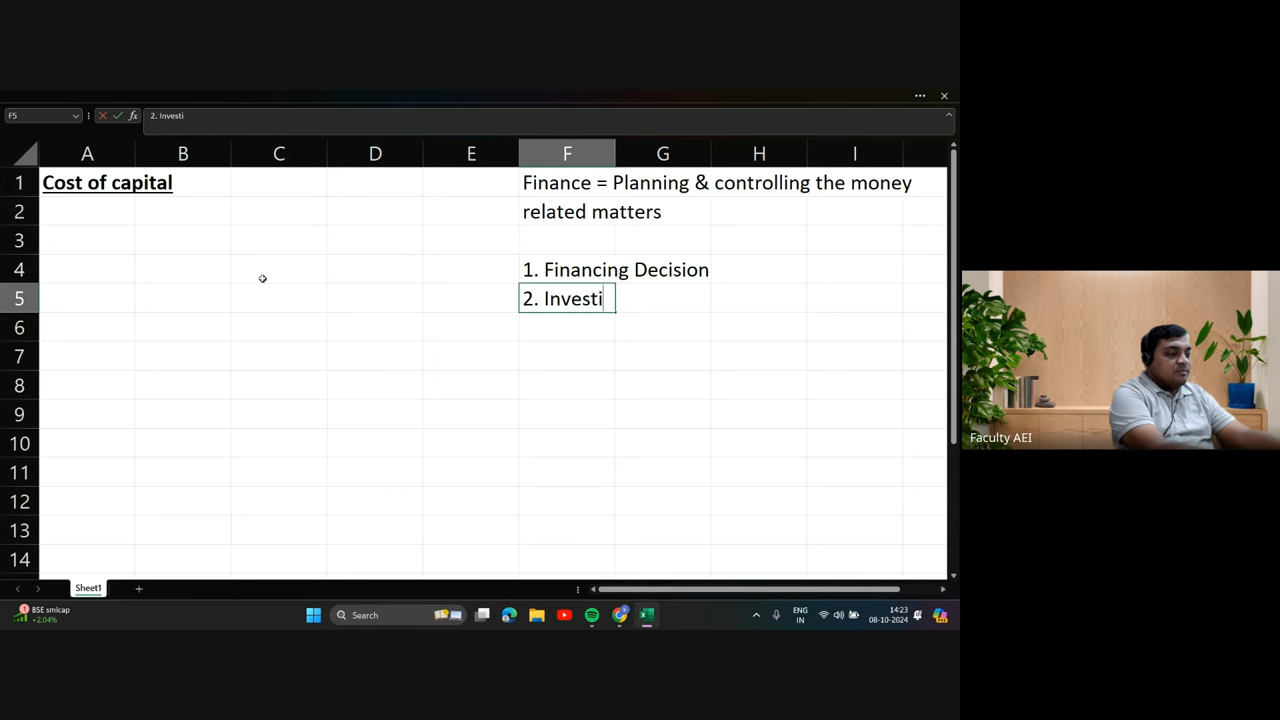 F5
2. Investi
A B C D E F G H I
1 Cost of capital Finance = Planning & controlling the money
2 related matters
3
4 1. Financing Decision
5 2. Investi
6
7
8
9
10
11
12
13
14
Sheet1
Faculty AEI
1 BSE smlcap
+2.04%
Search
ENG
IN
14:23
08-10-2024